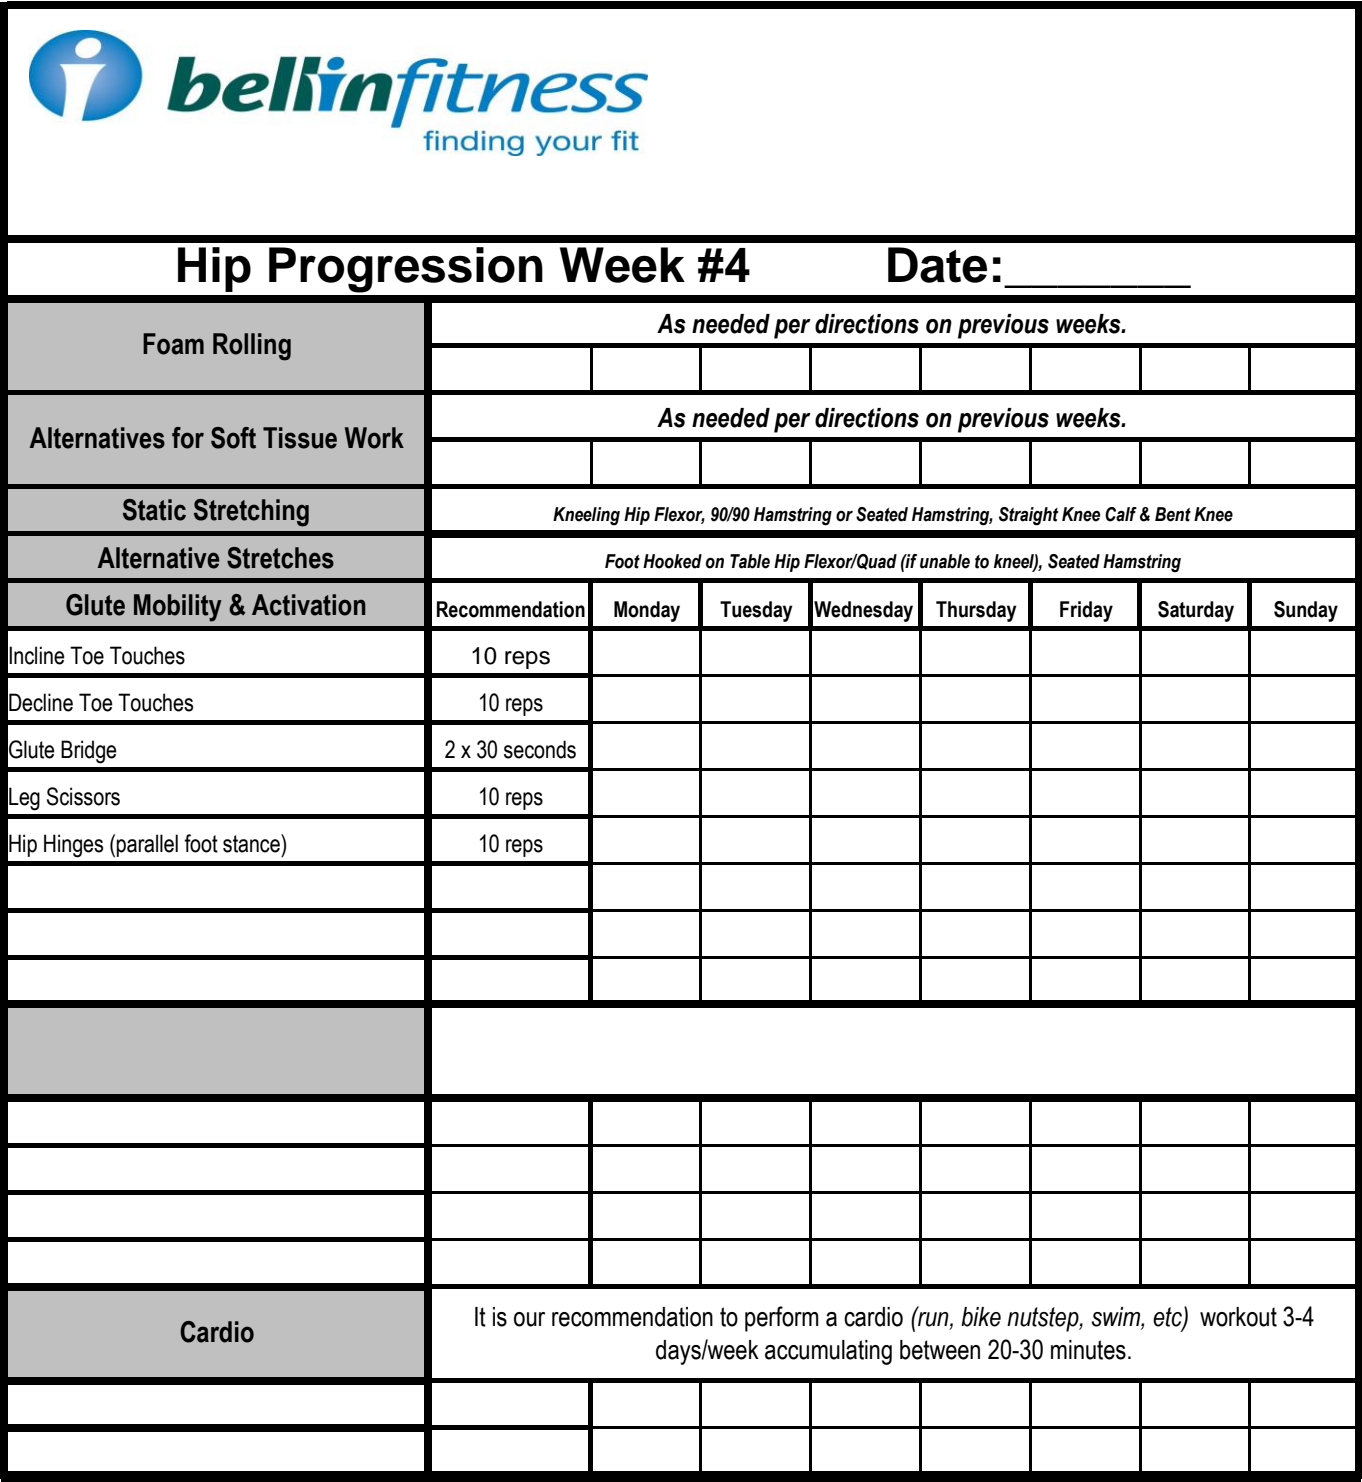 bellinfitness
finding your fit
Hip Progression Week #4 Date:_______
Foam Rolling
As needed per directions on previous weeks.
Alternatives for Soft Tissue Work
As needed per directions on previous weeks.
Static Stretching
Kneeling Hip Flexor, 90/90 Hamstring or Seated Hamstring, Straight Knee Calf & Bent Knee
Alternative Stretches
Foot Hooked on Table Hip Flexor/Quad (if unable to kneel), Seated Hamstring
Glute Mobility & Activation Recommendation Monday Tuesday Wednesday Thursday Friday Saturday Sunday
Incline Toe Touches 10 reps
Decline Toe Touches 10 reps
Glute Bridge 2 x 30 seconds
Leg Scissors 10 reps
Hip Hinges (parallel foot stance) 10 reps
Cardio
It is our recommendation to perform a cardio (run, bike nutstep, swim, etc) workout 3-4
days/week accumulating between 20-30 minutes.